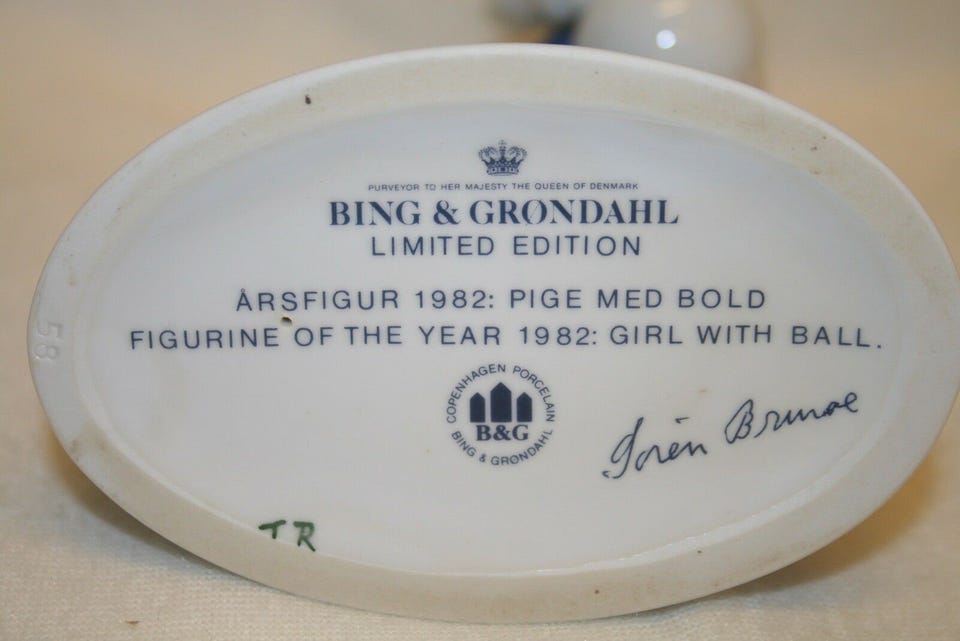 PURVEYOR TO HER MAJESTY THE QUEEN OF DENMARK
BING & GRØNDAHL
LIMITED EDITION
ÅRSFIGUR 1982: PIGE MED BOLD
FIGURINE OF THE YEAR 1982: GIRL WITH BALL.
COPENHAGEN PORCELAIN
B&G
BING & GRØNDAHL
Sören Brunoe
JR
58